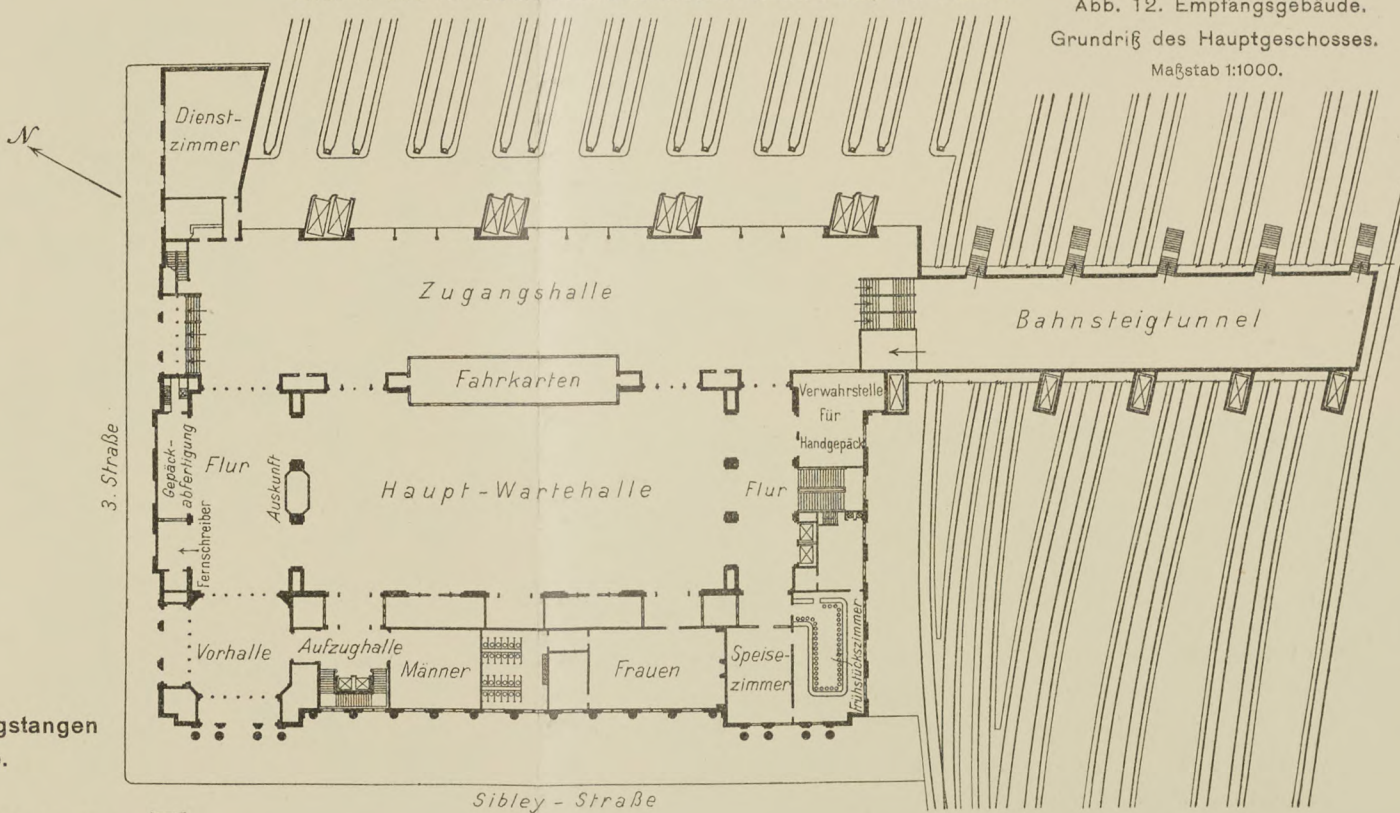 Abb. 12. Empfangsgebäude.
Grundriß des Hauptgeschosses.
Maßstab 1:1000.
N
Dienst-
zimmer
Zugangshalle
Bahnsteigtunnel
Fahrkarten
Verwahrstelle
für
Handgepäck
3. Straße
Gepäck-
abfertigung
Flur
Auskunft
Haupt-Wartehalle
Flur
Fernschreiber
Vorhalle
Aufzughalle
Männer
Frauen
Speise-
zimmer
Frühstückszimmer
gstangen
Sibley-Straße